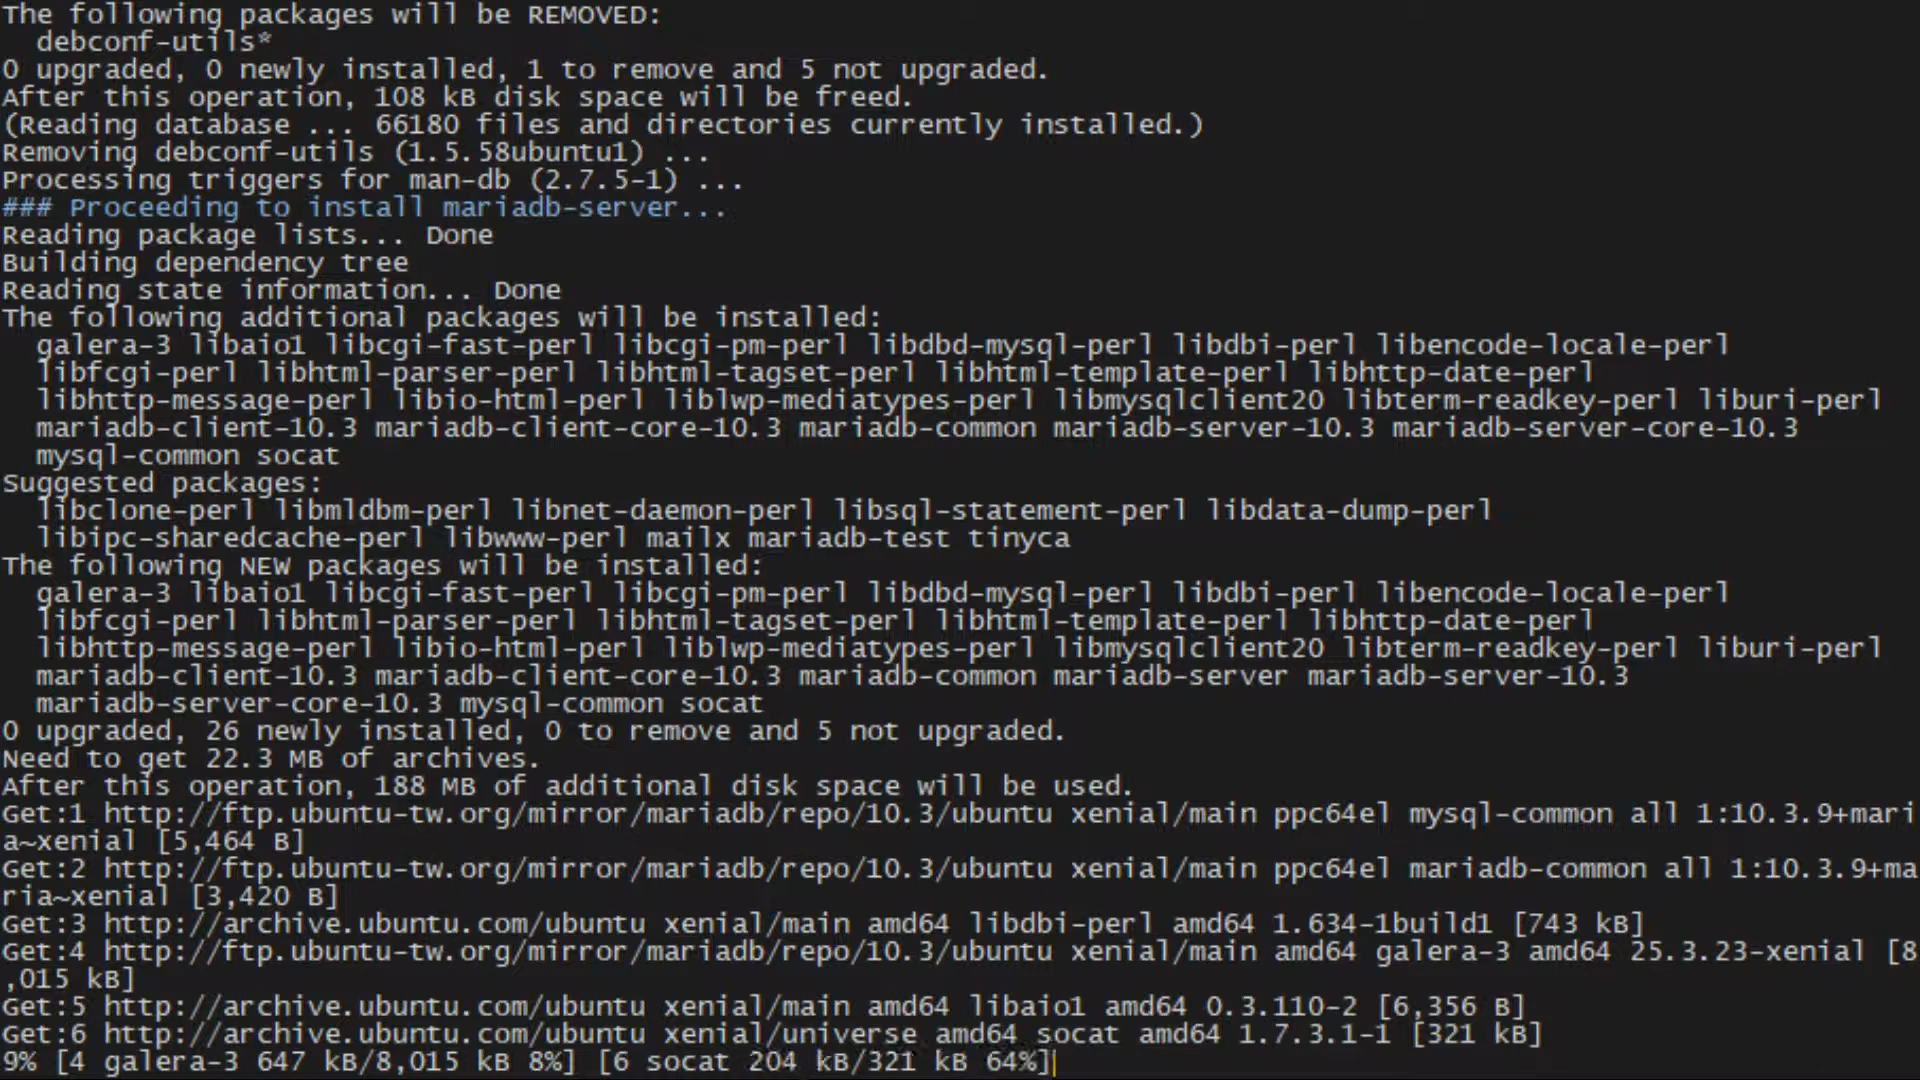 The following packages will be REMOVED:
  debconf-utils*
0 upgraded, 0 newly installed, 1 to remove and 5 not upgraded.
After this operation, 108 kB disk space will be freed.
(Reading database ... 66180 files and directories currently installed.)
Removing debconf-utils (1.5.58ubuntu1) ...
Processing triggers for man-db (2.7.5-1) ...
### Proceeding to install mariadb-server...
Reading package lists... Done
Building dependency tree
Reading state information... Done
The following additional packages will be installed:
  galera-3 libaio1 libcgi-fast-perl libcgi-pm-perl libdbd-mysql-perl libdbi-perl libencode-locale-perl
  libfcgi-perl libhtml-parser-perl libhtml-tagset-perl libhtml-template-perl libhttp-date-perl
  libhttp-message-perl libio-html-perl liblwp-mediatypes-perl libmysqlclient20 libterm-readkey-perl liburi-perl
  mariadb-client-10.3 mariadb-client-core-10.3 mariadb-common mariadb-server-10.3 mariadb-server-core-10.3
  mysql-common socat
Suggested packages:
  libclone-perl libmldbm-perl libnet-daemon-perl libsql-statement-perl libdata-dump-perl
  libipc-sharedcache-perl libwww-perl mailx mariadb-test tinyca
The following NEW packages will be installed:
  galera-3 libaio1 libcgi-fast-perl libcgi-pm-perl libdbd-mysql-perl libdbi-perl libencode-locale-perl
  libfcgi-perl libhtml-parser-perl libhtml-tagset-perl libhtml-template-perl libhttp-date-perl
  libhttp-message-perl libio-html-perl liblwp-mediatypes-perl libmysqlclient20 libterm-readkey-perl liburi-perl
  mariadb-client-10.3 mariadb-client-core-10.3 mariadb-common mariadb-server mariadb-server-10.3
  mariadb-server-core-10.3 mysql-common socat
0 upgraded, 26 newly installed, 0 to remove and 5 not upgraded.
Need to get 22.3 MB of archives.
After this operation, 188 MB of additional disk space will be used.
Get:1 http://ftp.ubuntu-tw.org/mirror/mariadb/repo/10.3/ubuntu xenial/main ppc64el mysql-common all 1:10.3.9+mari
a~xenial [5,464 B]
Get:2 http://ftp.ubuntu-tw.org/mirror/mariadb/repo/10.3/ubuntu xenial/main ppc64el mariadb-common all 1:10.3.9+ma
ria~xenial [3,420 B]
Get:3 http://archive.ubuntu.com/ubuntu xenial/main amd64 libdbi-perl amd64 1.634-1build1 [743 kB]
Get:4 http://ftp.ubuntu-tw.org/mirror/mariadb/repo/10.3/ubuntu xenial/main amd64 galera-3 amd64 25.3.23-xenial [8
,015 kB]
Get:5 http://archive.ubuntu.com/ubuntu xenial/main amd64 libaio1 amd64 0.3.110-2 [6,356 B]
Get:6 http://archive.ubuntu.com/ubuntu xenial/universe amd64 socat amd64 1.7.3.1-1 [321 kB]
9% [4 galera-3 647 kB/8,015 kB 8%] [6 socat 204 kB/321 kB 64%]